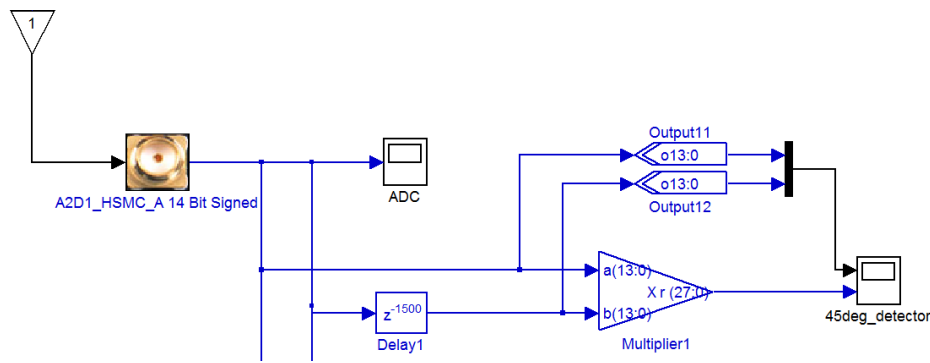 1
A2D1_HSMC_A 14 Bit Signed
ADC
Output11
o13:0
o13:0
Output12
a(13:0)
X r (27:0)
b(13:0)
Multiplier1
z-1500
Delay1
45deg_detector